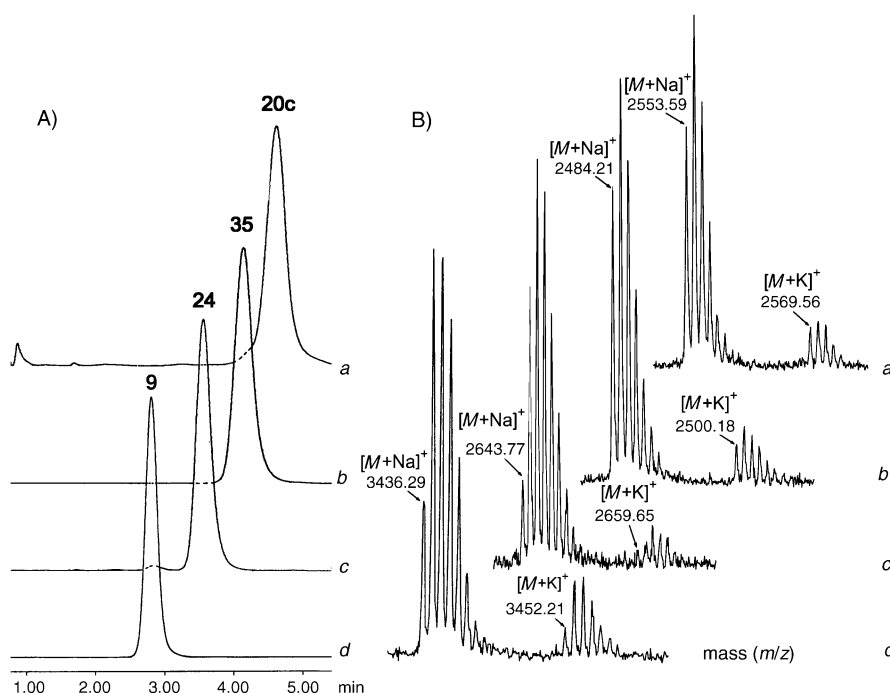 A)
20c
35
24
9
a
b
c
d
1.00 2.00 3.00 4.00 5.00 min
B)
[M+Na]+
2553.59
[M+Na]+
2484.21
[M+K]+
2569.56
a
[M+Na]+
2643.77
[M+K]+
2500.18
b
[M+Na]+
3436.29
[M+K]+
2659.65
c
[M+K]+
3452.21
mass (m/z)